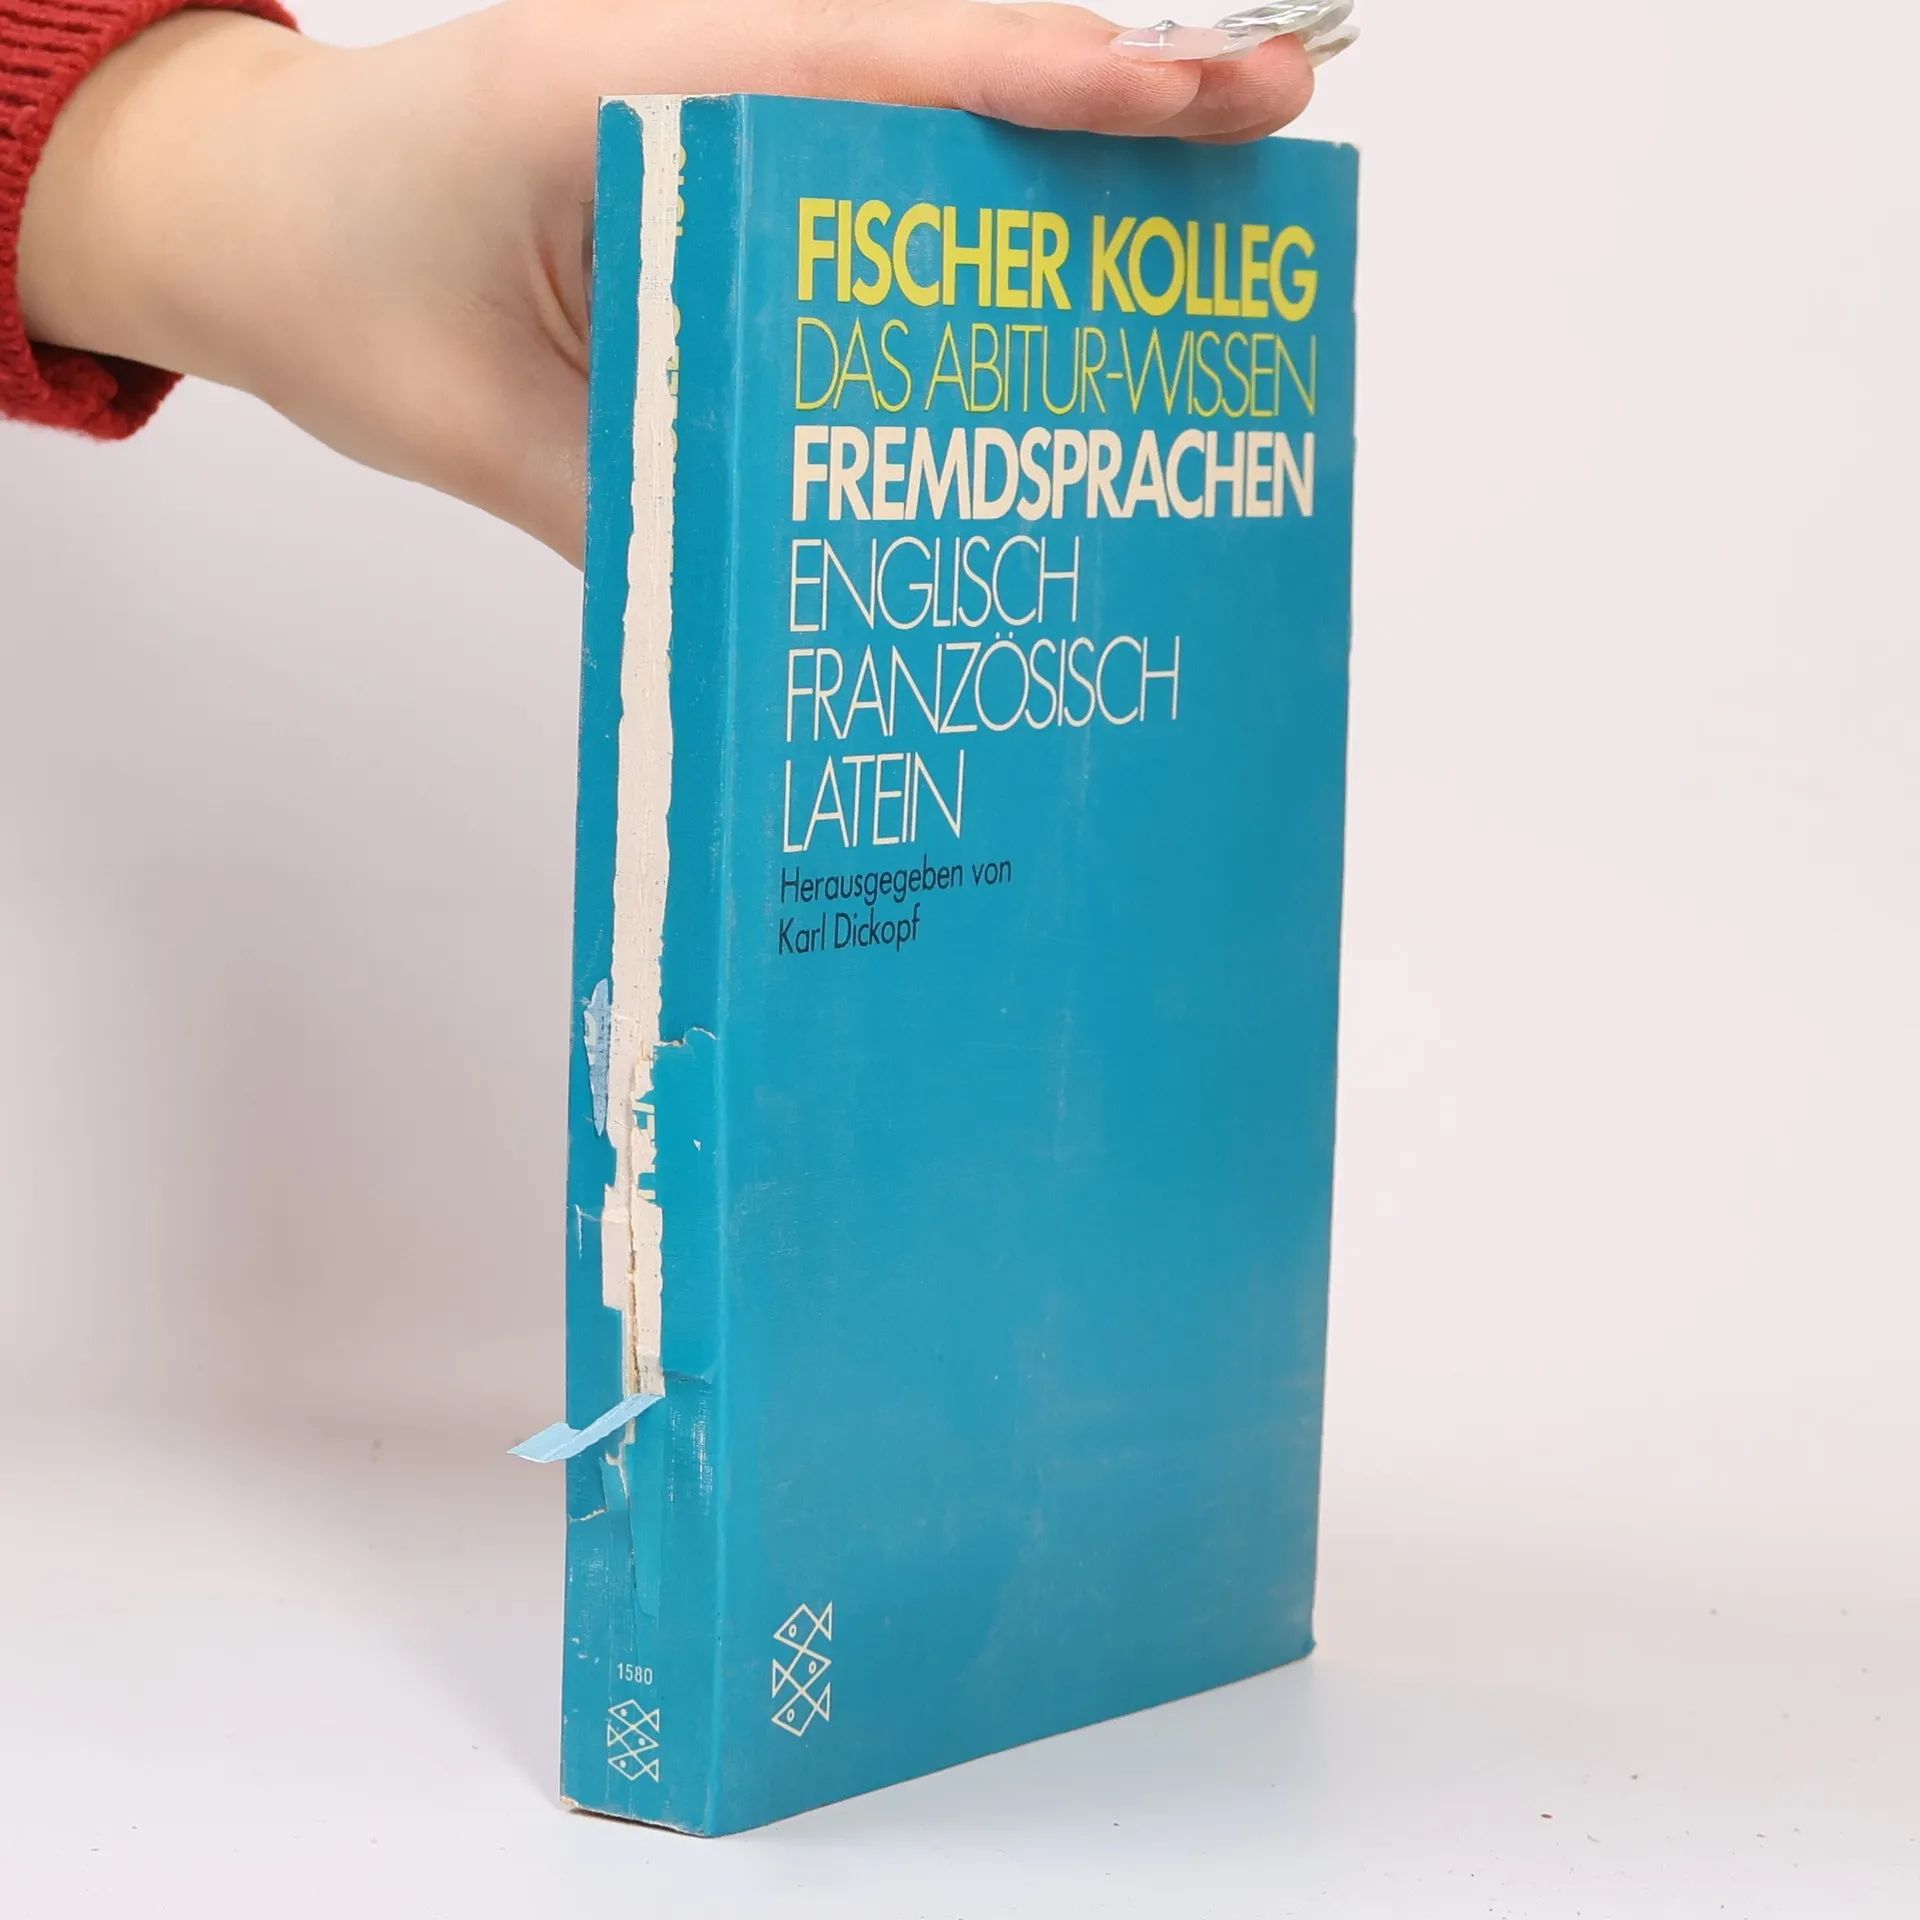 FISCHER KOLLEG
DAS ABITUR-WISSEN
FREMDSPRACHEN
ENGLISCH
FRANZÖSISCH
LATEIN
Herausgegeben von
Karl Dickopf
1580